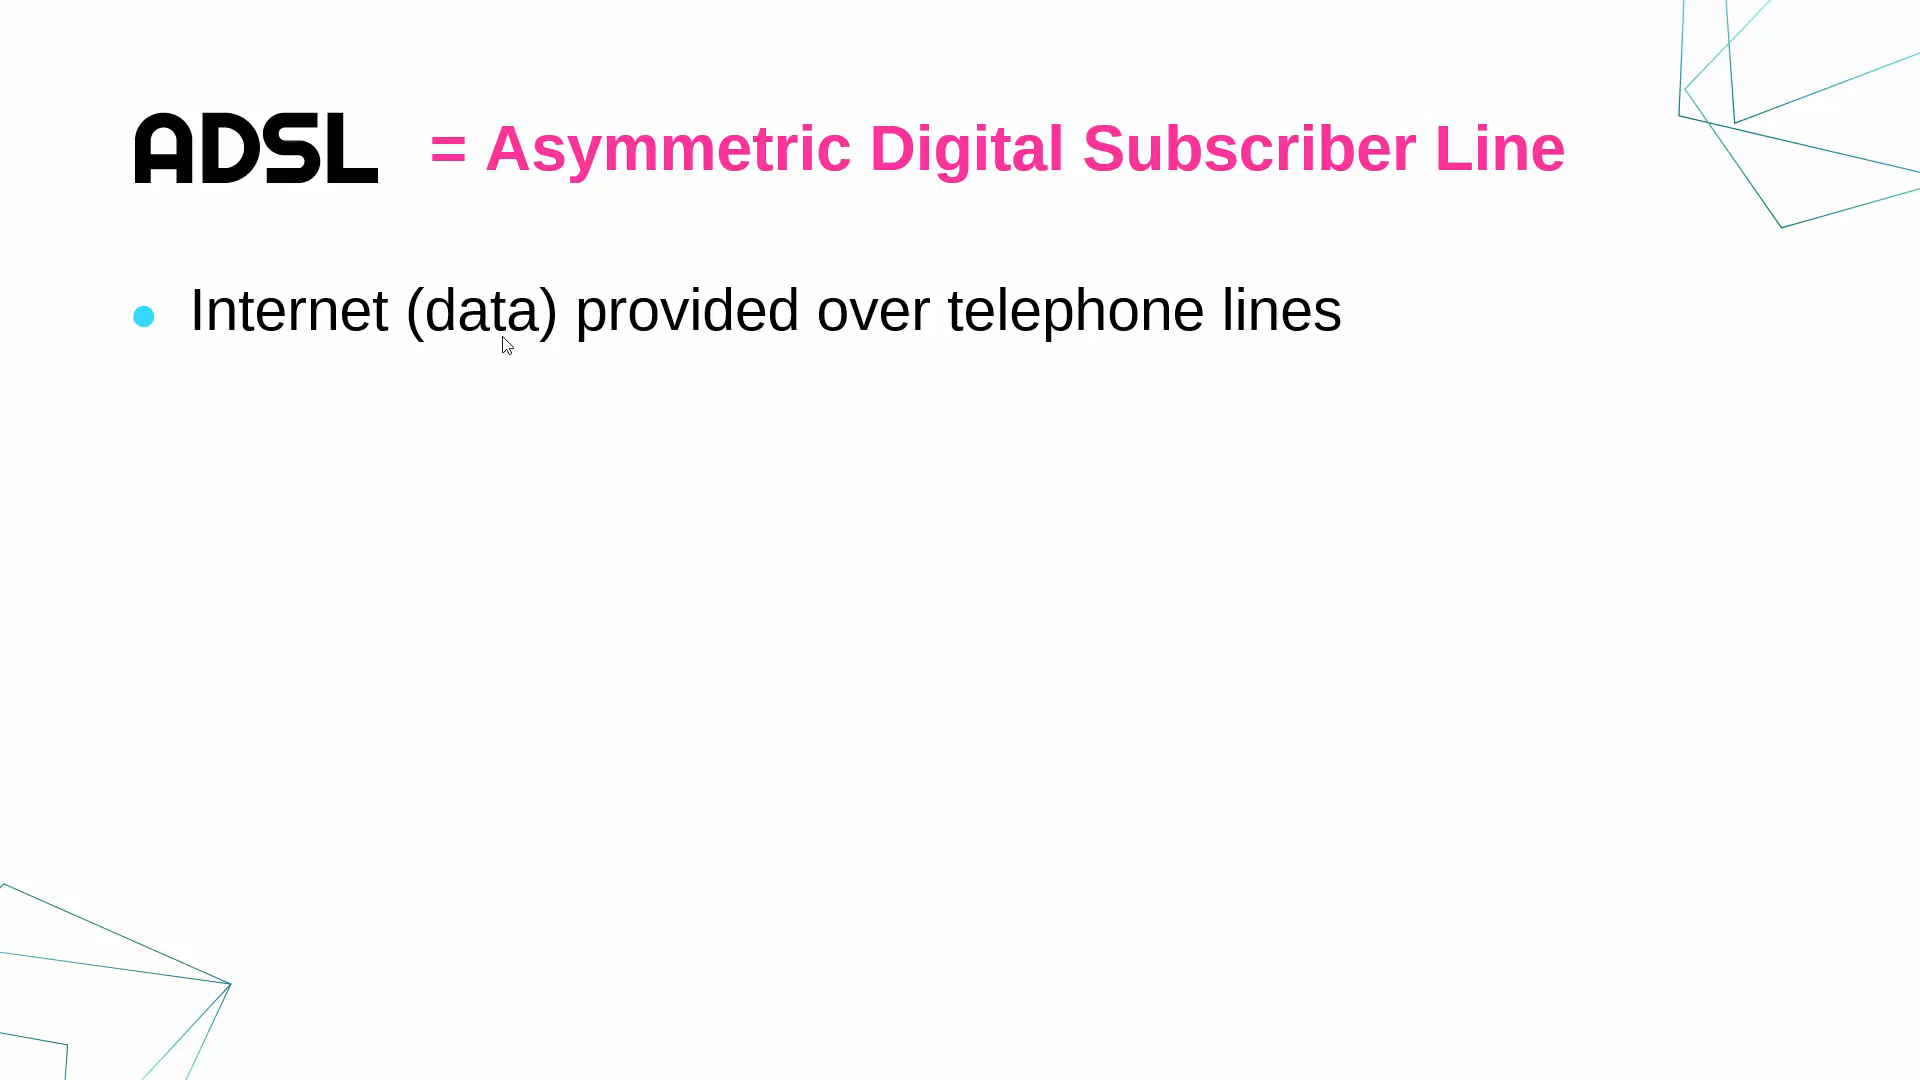 ADSL = Asymmetric Digital Subscriber Line
Internet (data) provided over telephone lines